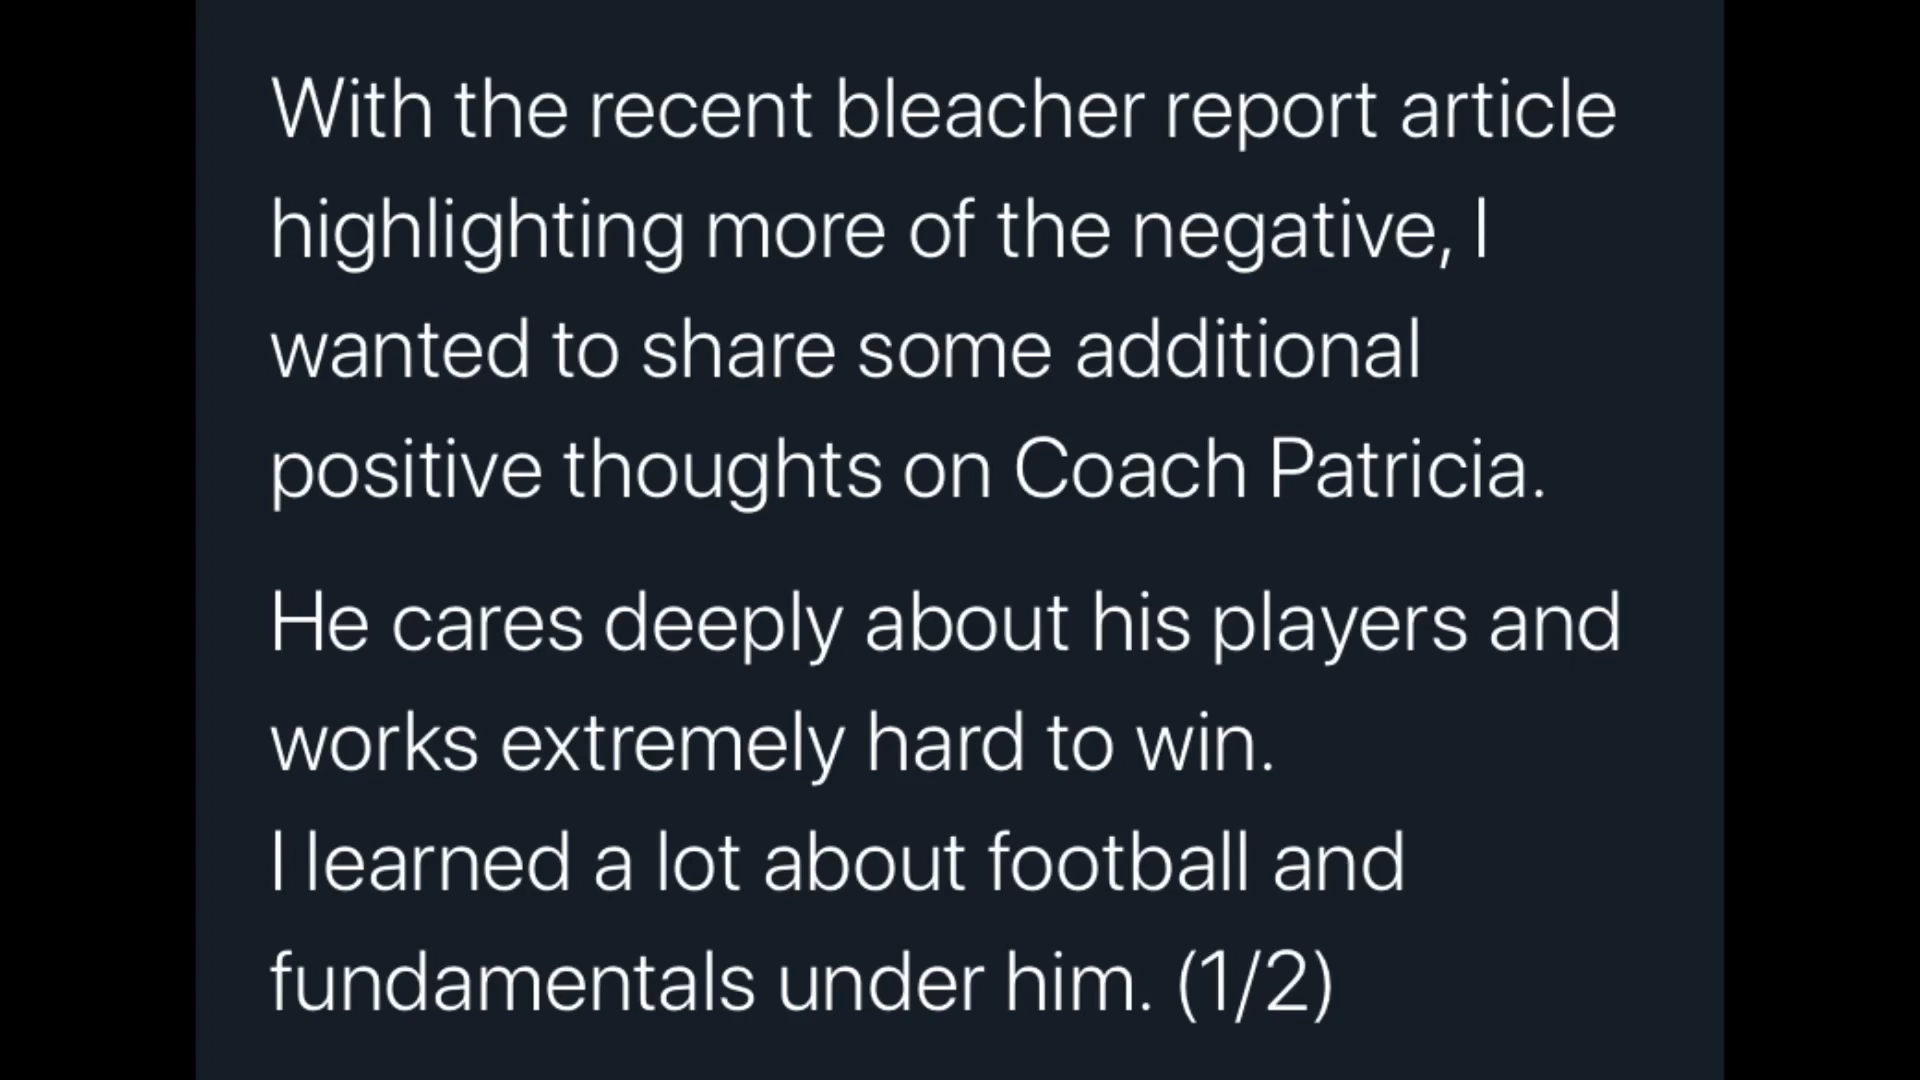 With the recent bleacher report article
highlighting more of the negative, I
wanted to share some additional
positive thoughts on Coach Patricia.
He cares deeply about his players and
works extremely hard to win.
I learned a lot about football and
fundamentals under him. (1/2)